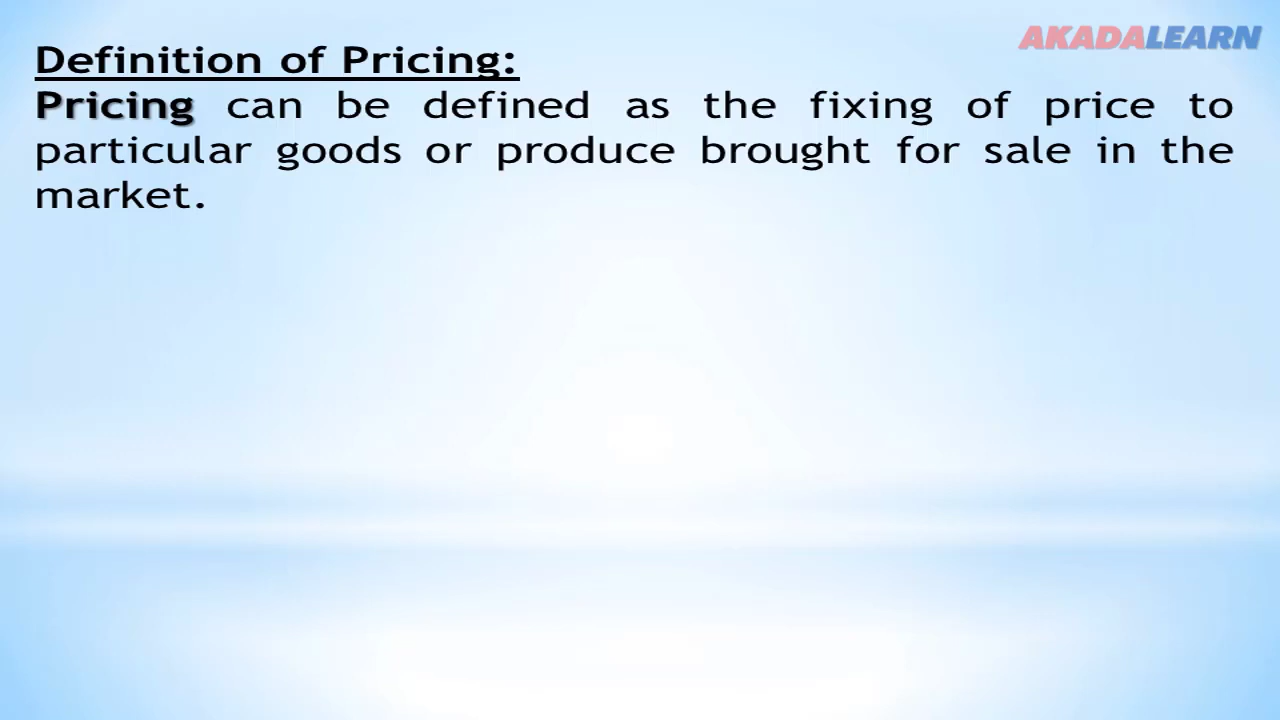 AKADALEARN
Definition of Pricing:
Pricing can be defined as the fixing of price to
particular goods or produce brought for sale in the
market.